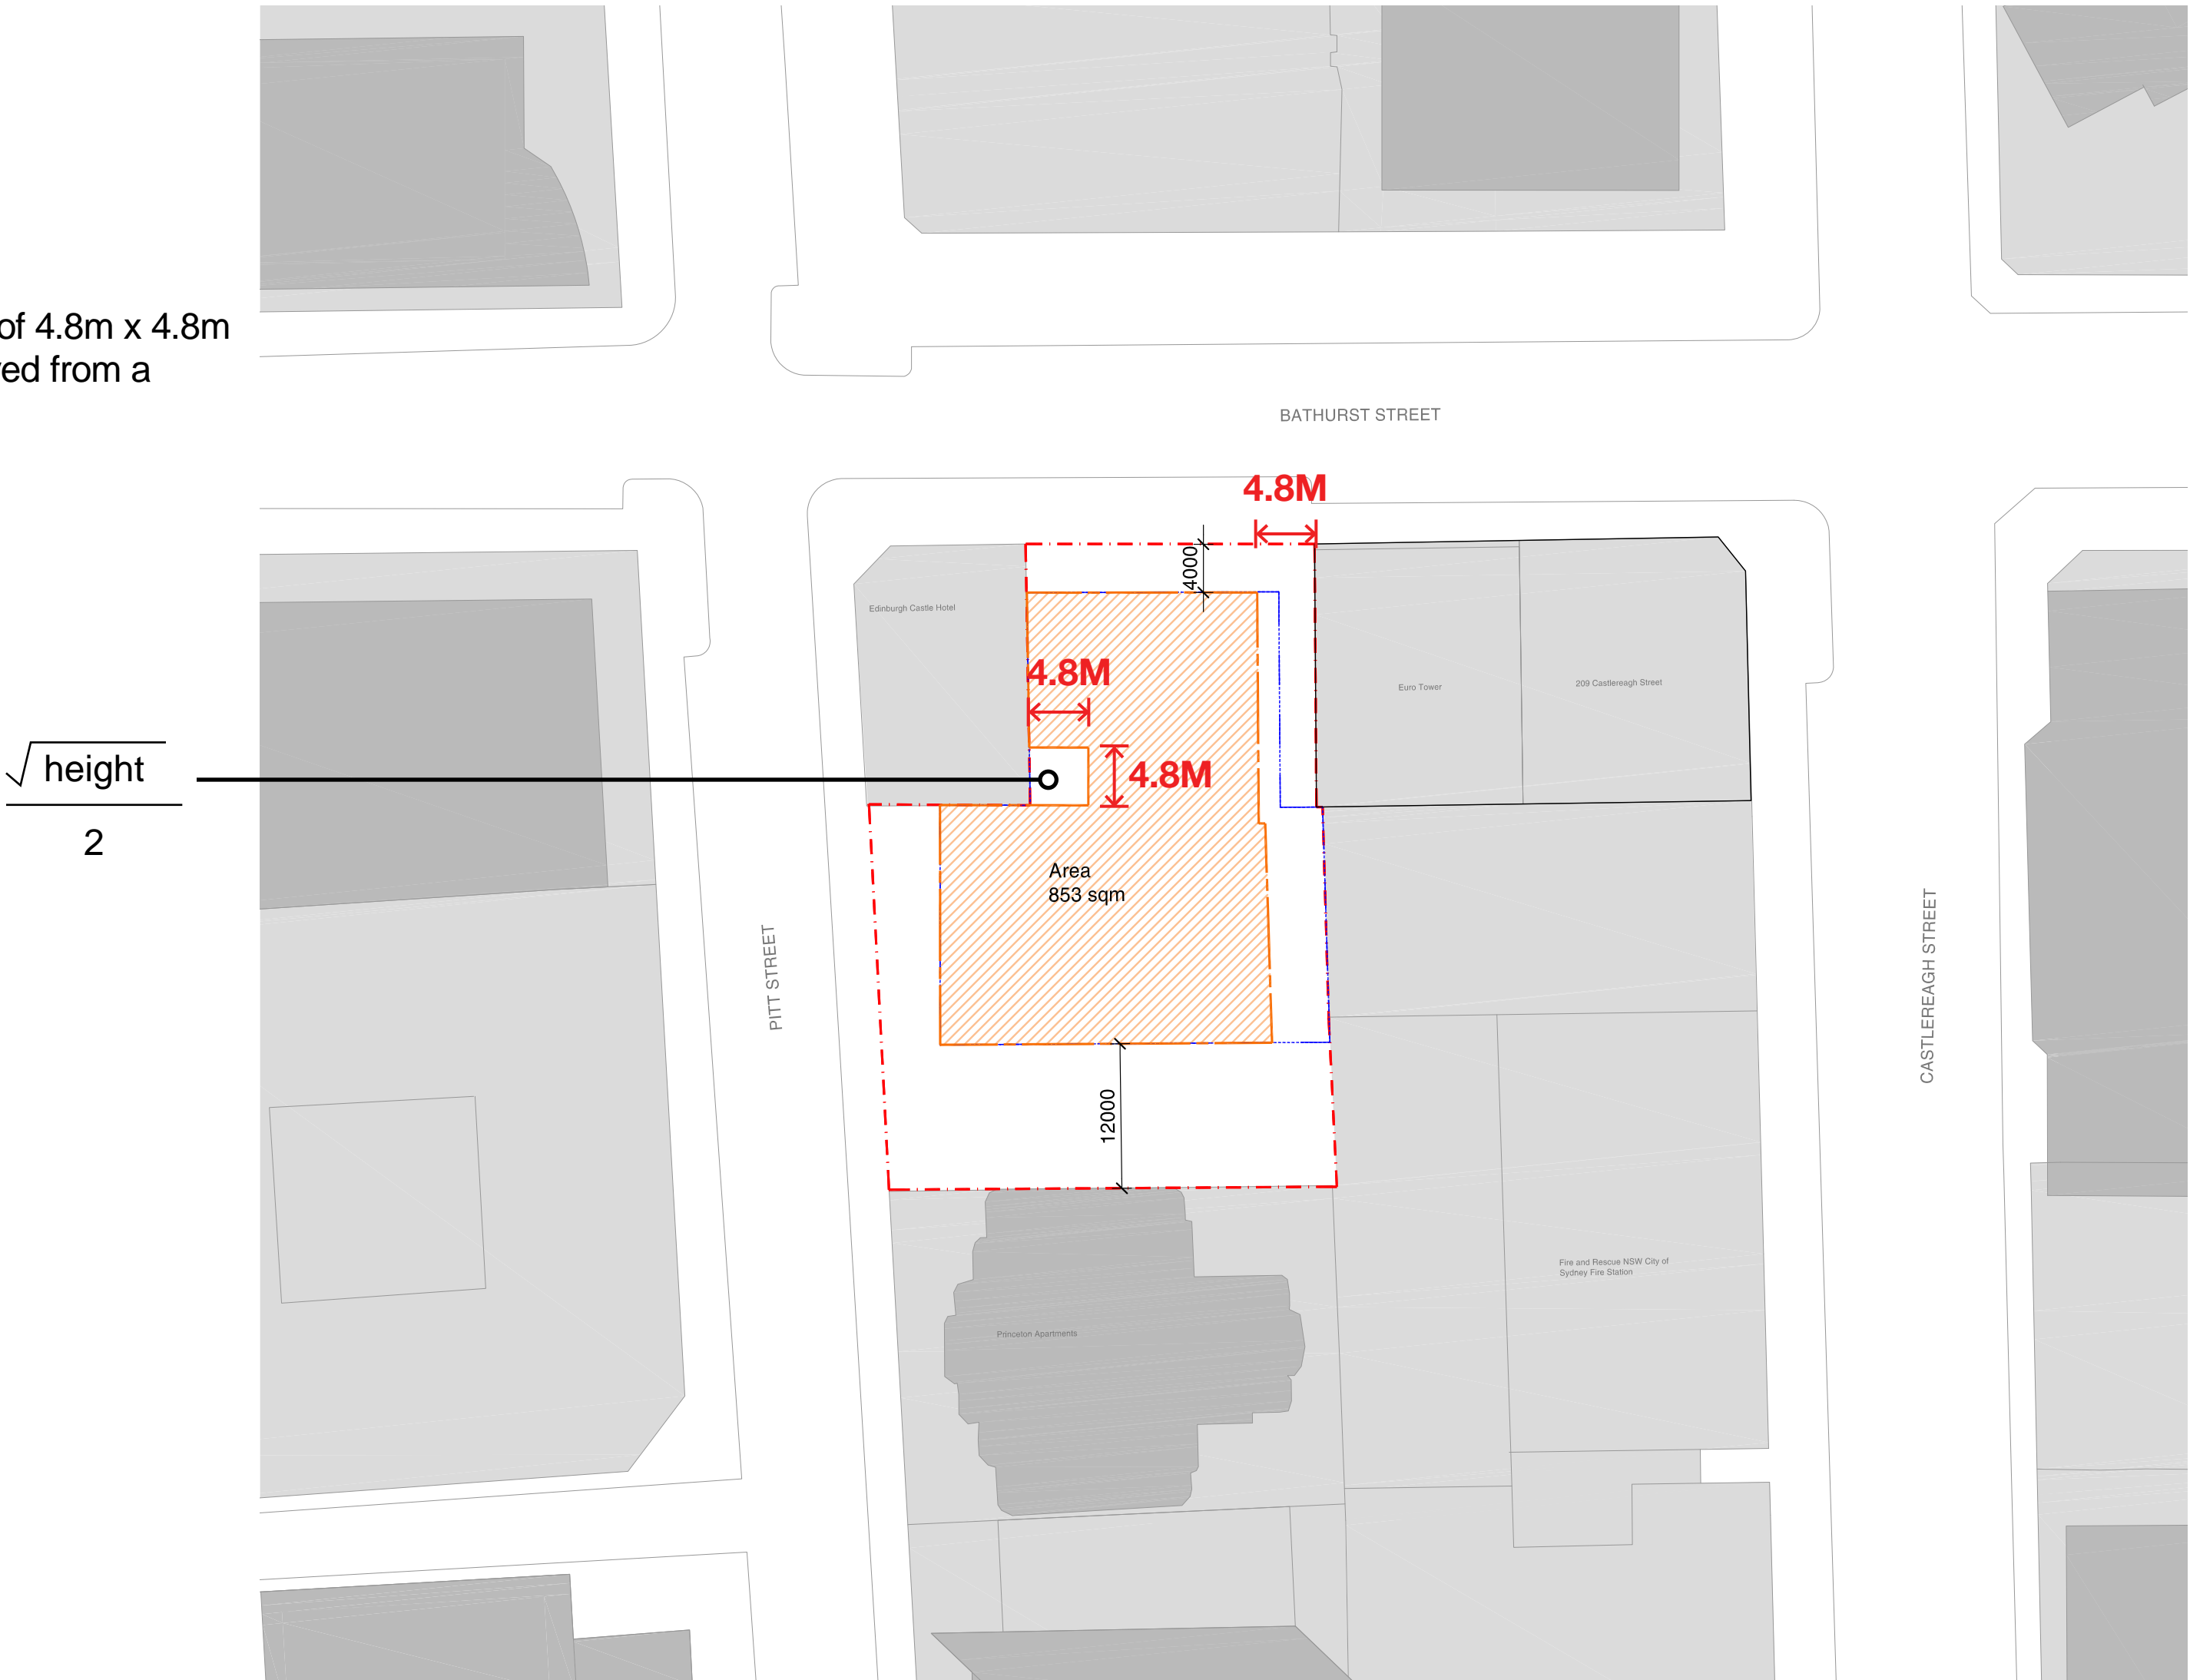 of 4.8m x 4.8m
ed from a
BATHURST STREET
4.8M
4000
Edinburgh Castle Hotel
4.8M
Euro Tower
209 Castlereagh Street
√height
2
4.8M
Area
853 sqm
PITT STREET
CASTLEREAGH STREET
12000
Fire and Rescue NSW City of
Sydney Fire Station
Princeton Apartments